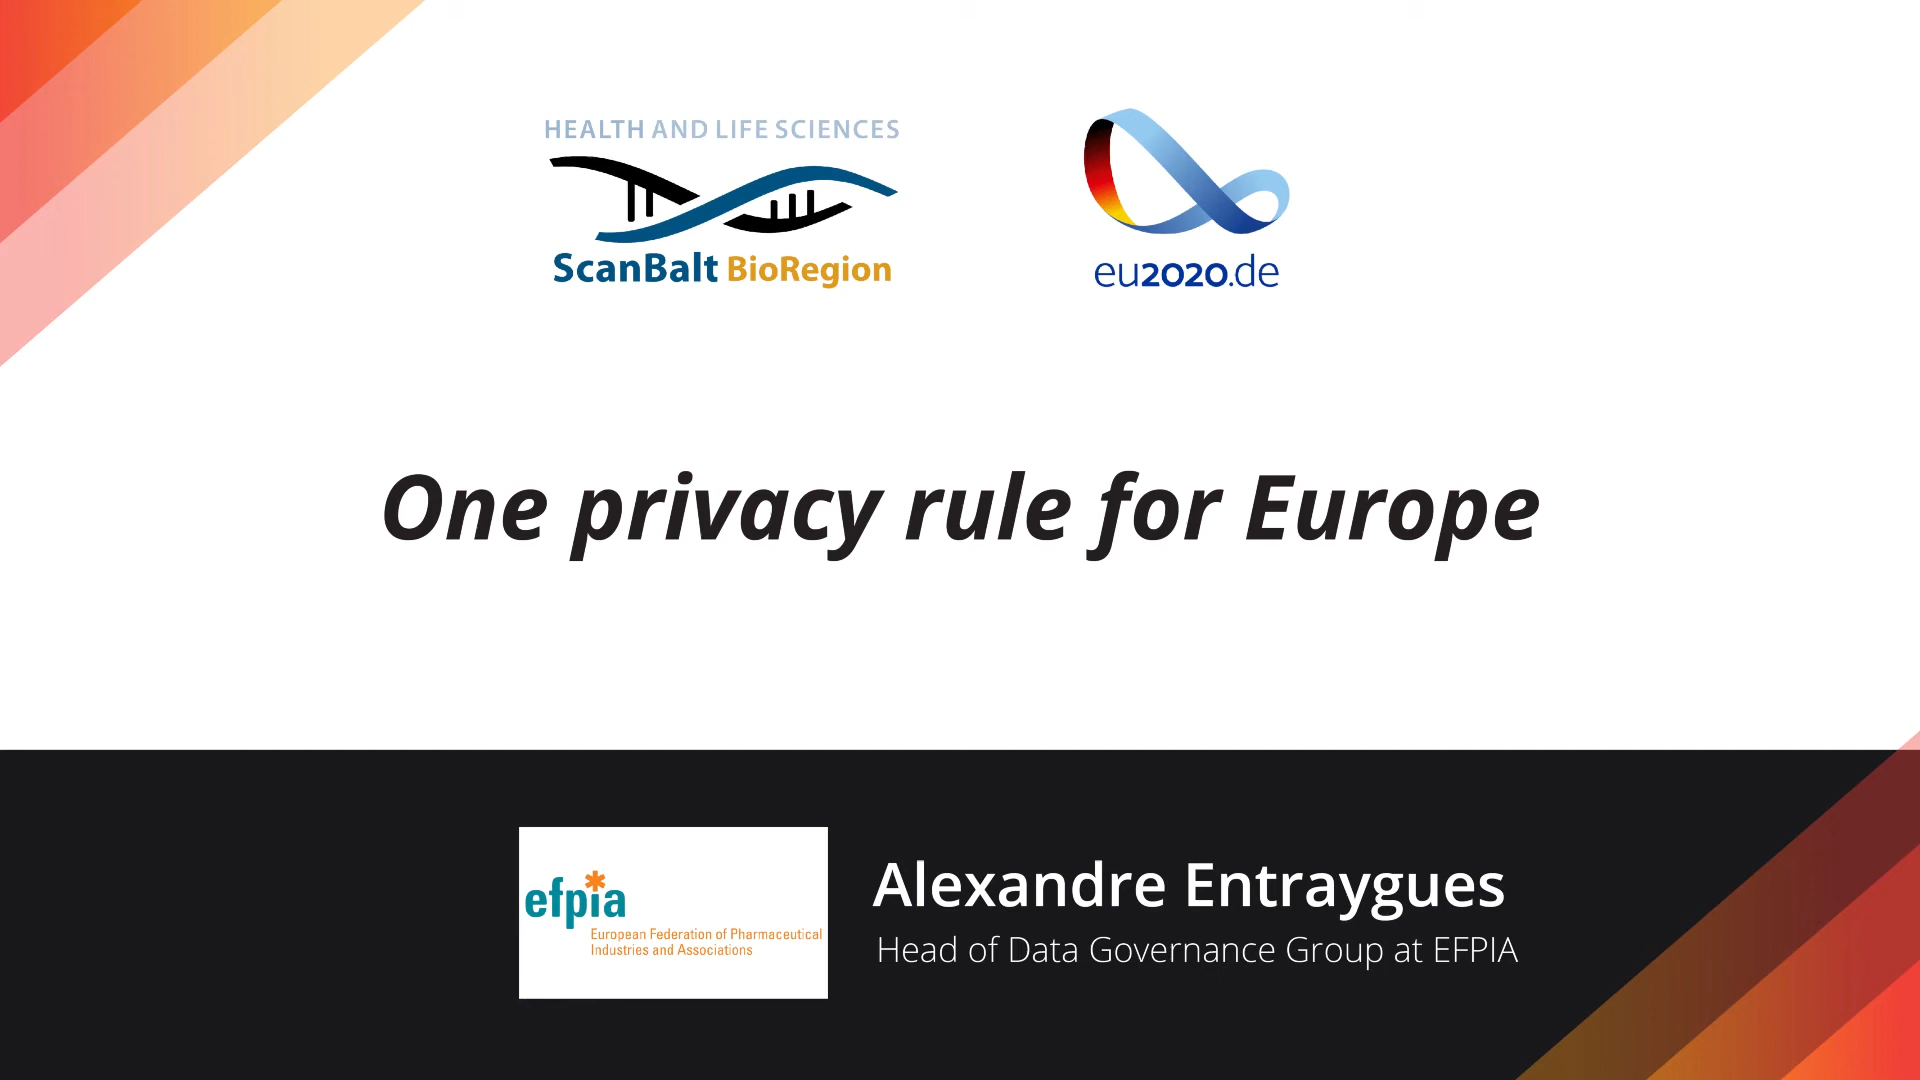 HEALTH AND LIFE SCIENCES
ScanBalt BioRegion
eu2020.de
One privacy rule for Europe
efpia
European Federation of Pharmaceutical
Industries and Associations
Alexandre Entraygues
Head of Data Governance Group at EFPIA